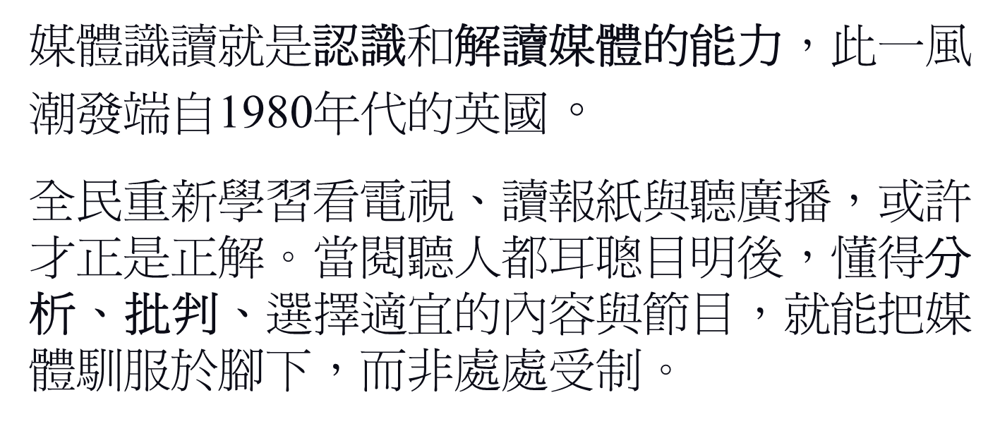 媒體識讀就是認識和解讀媒體的能力，此一風
潮發端自1980年代的英國。
全民重新學習看電視、讀報紙與聽廣播，或許
才正是正解。當閱聽人都耳聰目明後，懂得分
析、批判、選擇適宜的內容與節目，就能把媒
體馴服於腳下，而非處處受制。